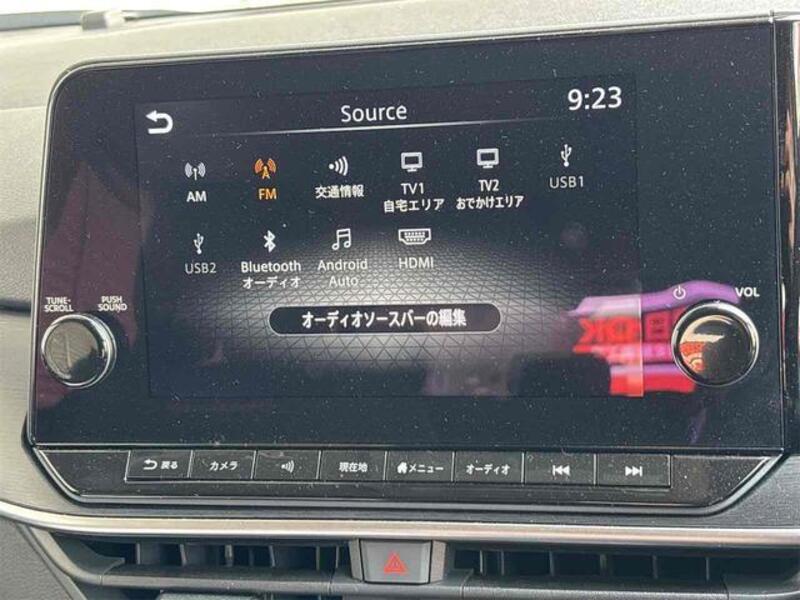 Source
9:23
AM
FM
交通情報
TV1
自宅エリア
TV2
おでかけエリア
USB1
USB2
Bluetooth
オーディオ
Android
Auto
HDMI
オーディオソースバーの編集
TUNE-
SCROLL
PUSH
SOUND
VOL
戻る
カメラ
現在地
メニュー
オーディオ